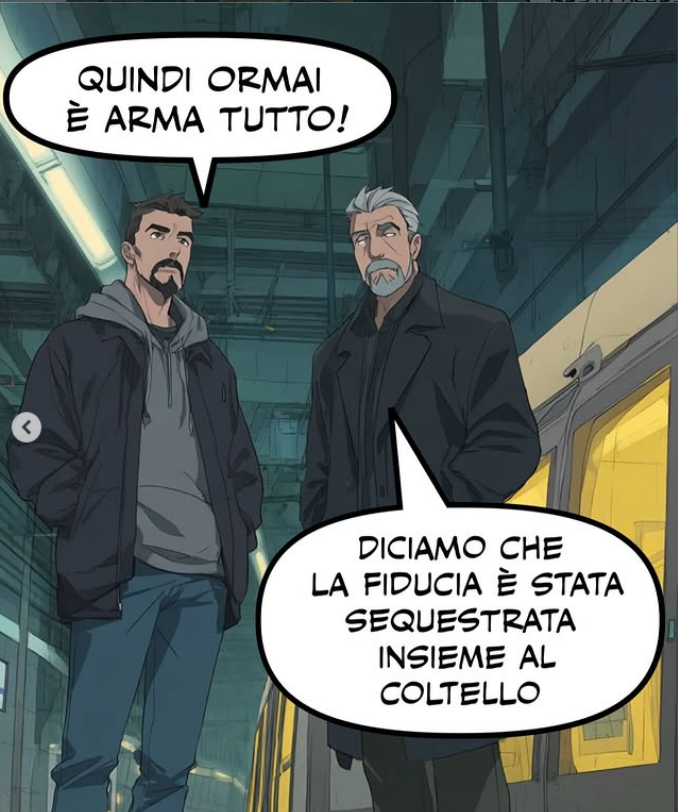 QUINDI ORMAI
È ARMA TUTTO!
DICIAMO CHE
LA FIDUCIA È STATA
SEQUESTRATA
INSIEME AL
COLTELLO